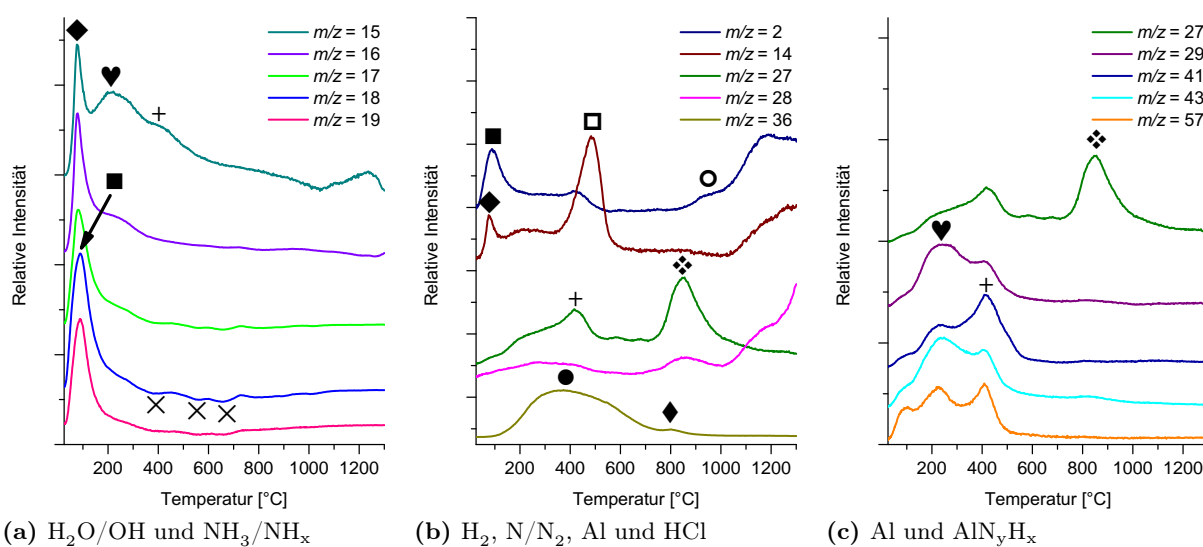 Relative Intensität
m/z = 15
m/z = 16
m/z = 17
m/z = 18
m/z = 19
200 400 600 800 1000 1200
Temperatur [°C]
(a) H₂O/OH und NH₃/NHₓ
Relative Intensität
m/z = 2
m/z = 14
m/z = 27
m/z = 28
m/z = 36
200 400 600 800 1000 1200
Temperatur [°C]
(b) H₂, N/N₂, Al und HCl
Relative Intensität
m/z = 27
m/z = 29
m/z = 41
m/z = 43
m/z = 57
200 400 600 800 1000 1200
Temperatur [°C]
(c) Al und AlNᵧHₓ